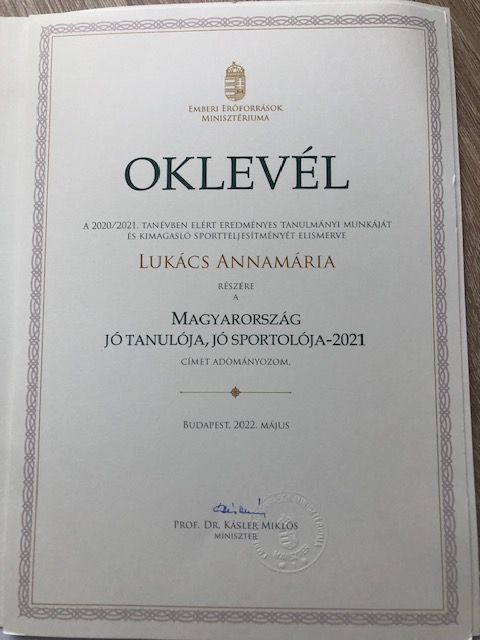 EMBERI ERŐFORRÁSOK
MINISZTÉRIUMA
OKLEVÉL
A 2020/2021. TANÉVBEN ELÉRT EREDMÉNYES TANULMÁNYI MUNKÁJÁT
ÉS KIMAGASLÓ SPORTTELJESÍTMÉNYÉT ELISMERVE
LUKÁCS ANNAMÁRIA
RÉSZÉRE
A
MAGYARORSZÁG
JÓ TANULÓJA, JÓ SPORTOLÓJA-2021
CÍMET ADOMÁNYOZOM.
BUDAPEST, 2022. MÁJUS
PROF. DR. KÁSLER MIKLÓS
MINISZTER